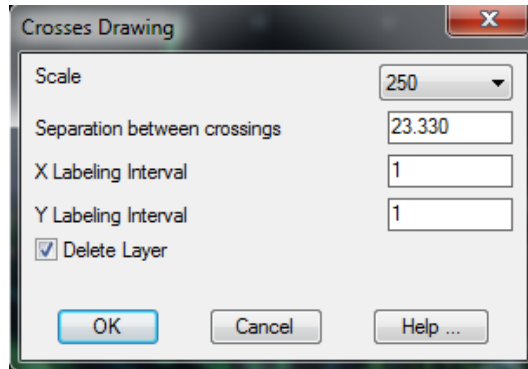 Crosses Drawing
Scale 250
Separation between crossings 23.330
X Labeling Interval 1
Y Labeling Interval 1
Delete Layer
OK Cancel Help ...